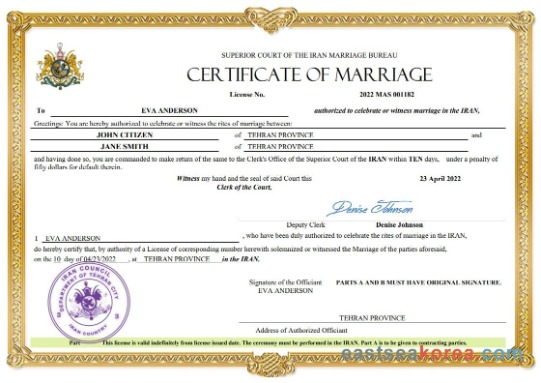 SUPERIOR COURT OF THE IRAN MARRIAGE BUREAU
CERTIFICATE OF MARRIAGE
License No. 2022 MAS 001182
To EVA ANDERSON authorized to celebrate or witness marriage in the IRAN,
Greetings: You are hereby authorized to celebrate or witness the rites of marriage between:
JOHN CITIZEN of TEHRAN PROVINCE and
JANE SMITH of TEHRAN PROVINCE
and having done so, you are commanded to make return of the same to the Clerk's Office of the Superior Court of the IRAN within TEN days, under a penalty of
fifty dollars for default therein.
Witness my hand and the seal of said Court this 23 April 2022
Clerk of the Court,
Denise Johnson
Deputy Clerk Denise Johnson
I EVA ANDERSON , who have been duly authorized to celebrate the rites of marriage in the IRAN,
do hereby certify that, by authority of a License of corresponding number herewith solemnized or witnessed the Marriage of the parties aforesaid,
on the 10 day of 04/23/2022 , at TEHRAN PROVINCE in the IRAN,
IRAN COUNCIL
DEPARTMENT OF TEHRAN CITY
IRAN COUNTRY
Signature of the Officiant PARTS A AND B MUST HAVE ORIGINAL SIGNATURE.
EVA ANDERSON
TEHRAN PROVINCE
Address of Authorized Officiant
Part This license is valid indefinitely from license issued date. The ceremony must be performed in the IRAN. Part A is to be given to contracting parties.
eastseakorea.com